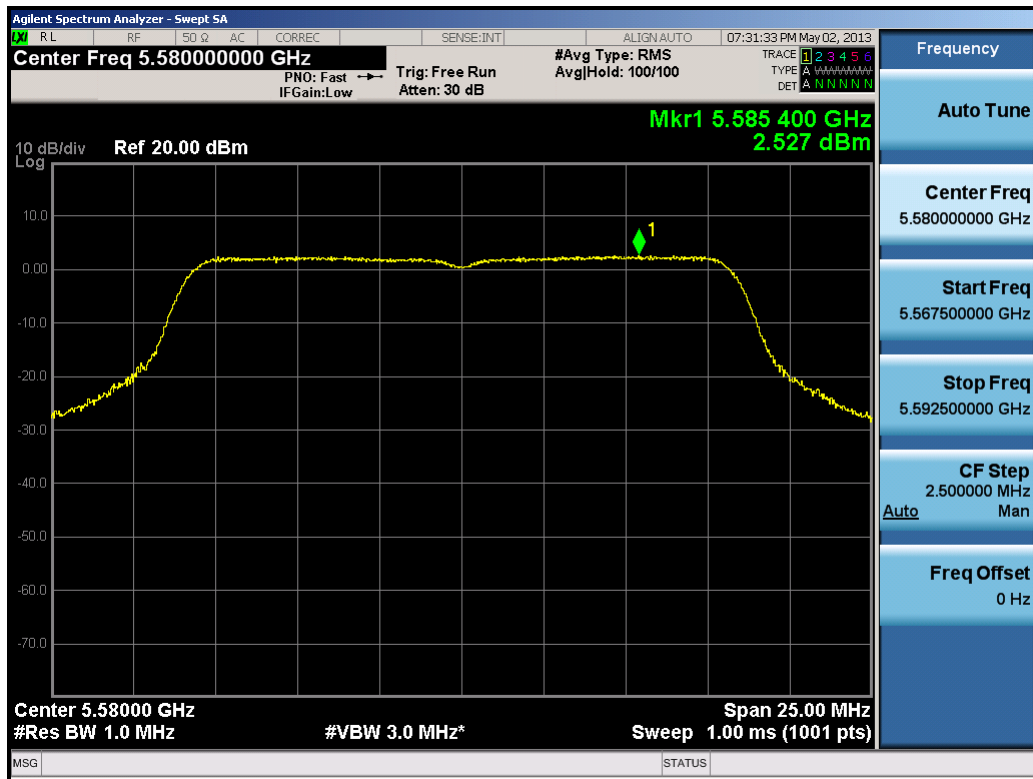 Agilent Spectrum Analyzer - Swept SA
LXI RL RF 50 Ω AC CORREC SENSE:INT ALIGNAUTO 07:31:33 PM May 02, 2013
Center Freq 5.580000000 GHz
PNO: Fast
IFGain:Low
Trig: Free Run
Atten: 30 dB
#Avg Type: RMS
Avg|Hold: 100/100
TRACE 1 2 3 4 5 6
TYPE A WWWWW
DET A N N N N N
Mkr1 5.585 400 GHz
2.527 dBm
10 dB/div Ref 20.00 dBm
Log
10.0
0.00
-10.0
-20.0
-30.0
-40.0
-50.0
-60.0
-70.0
1
Center 5.58000 GHz Span 25.00 MHz
#Res BW 1.0 MHz #VBW 3.0 MHz* Sweep 1.00 ms (1001 pts)
MSG STATUS
Frequency
Auto Tune
Center Freq
5.580000000 GHz
Start Freq
5.567500000 GHz
Stop Freq
5.592500000 GHz
CF Step
2.500000 MHz
Auto Man
Freq Offset
0 Hz